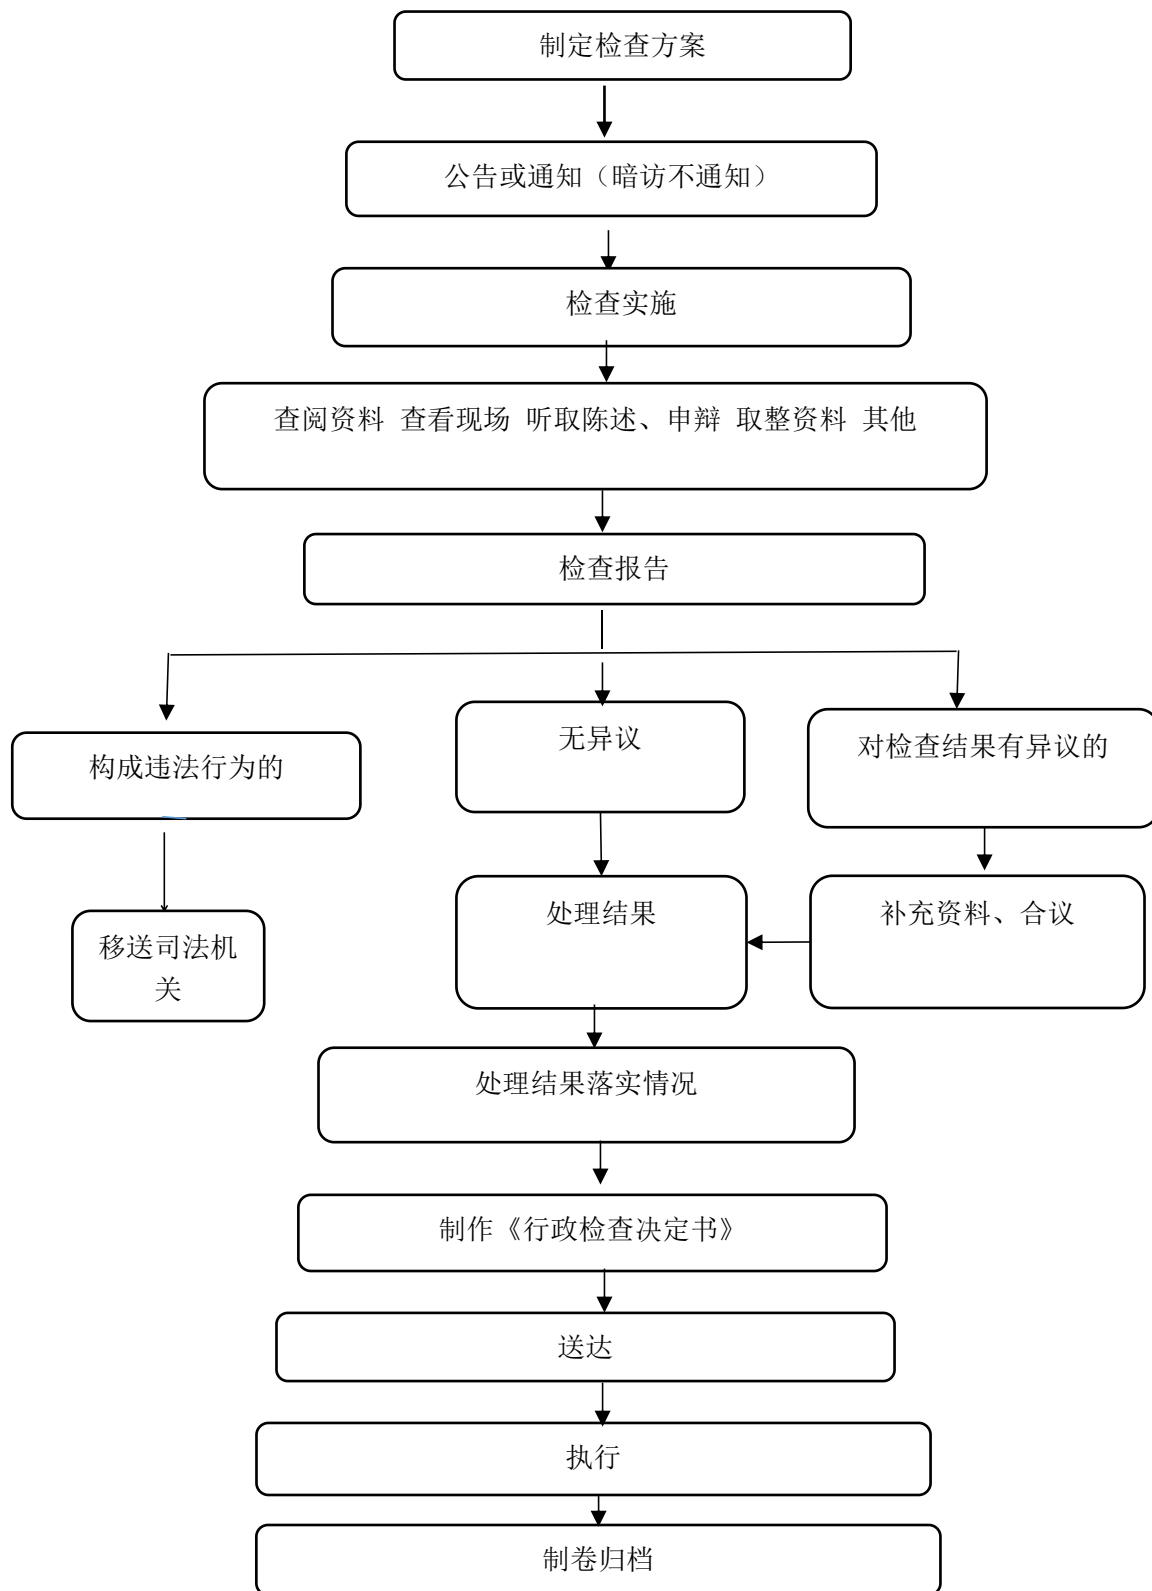 制定检查方案
公告或通知（暗访不通知）
检查实施
查阅资料 查看现场 听取陈述、申辩 取整资料 其他
检查报告
构成违法行为的
无异议
对检查结果有异议的
移送司法机
关
处理结果
补充资料、合议
处理结果落实情况
制作《行政检查决定书》
送达
执行
制卷归档